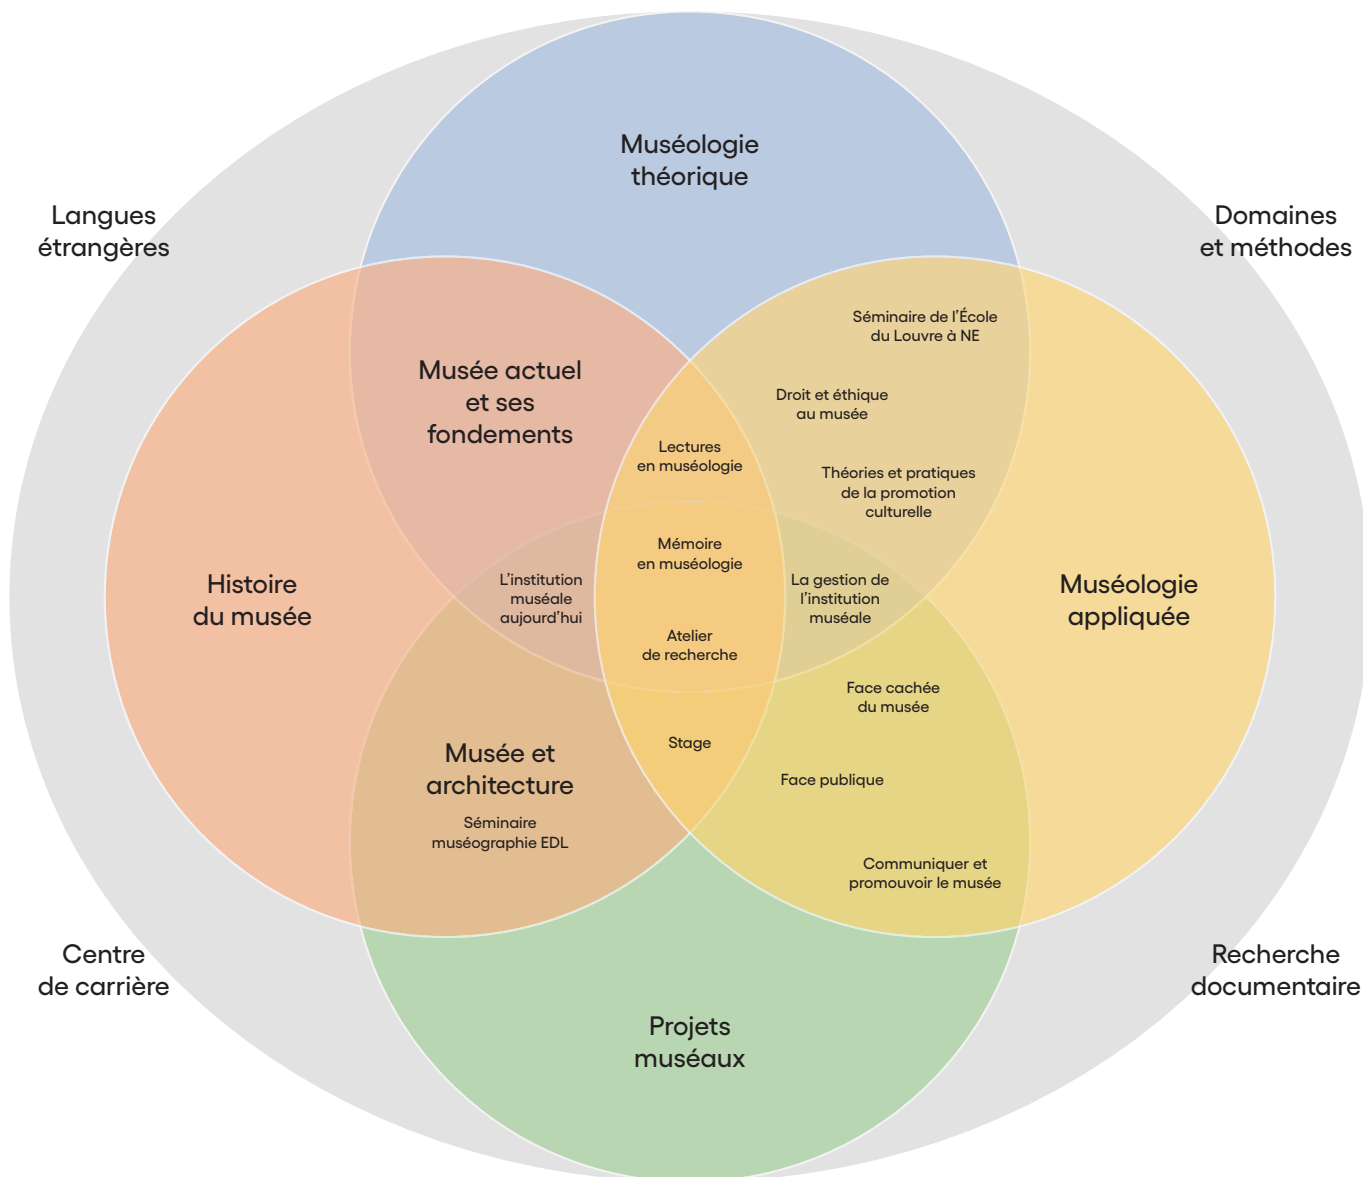 Muséologie
théorique
Langues
étrangères
Domaines
et méthodes
Séminaire de l'École
du Louvre à NE
Musée actuel
et ses
fondements
Droit et éthique
au musée
Lectures
en muséologie
Théories et pratiques
de la promotion
culturelle
Mémoire
en muséologie
Histoire
du musée
L'institution
muséale
aujourd'hui
La gestion de
l'institution
muséale
Muséologie
appliquée
Atelier
de recherche
Face cachée
du musée
Stage
Musée et
architecture
Séminaire
muséographie EDL
Face publique
Communiquer et
promouvoir le musée
Centre
de carrière
Recherche
documentaire
Projets
muséaux